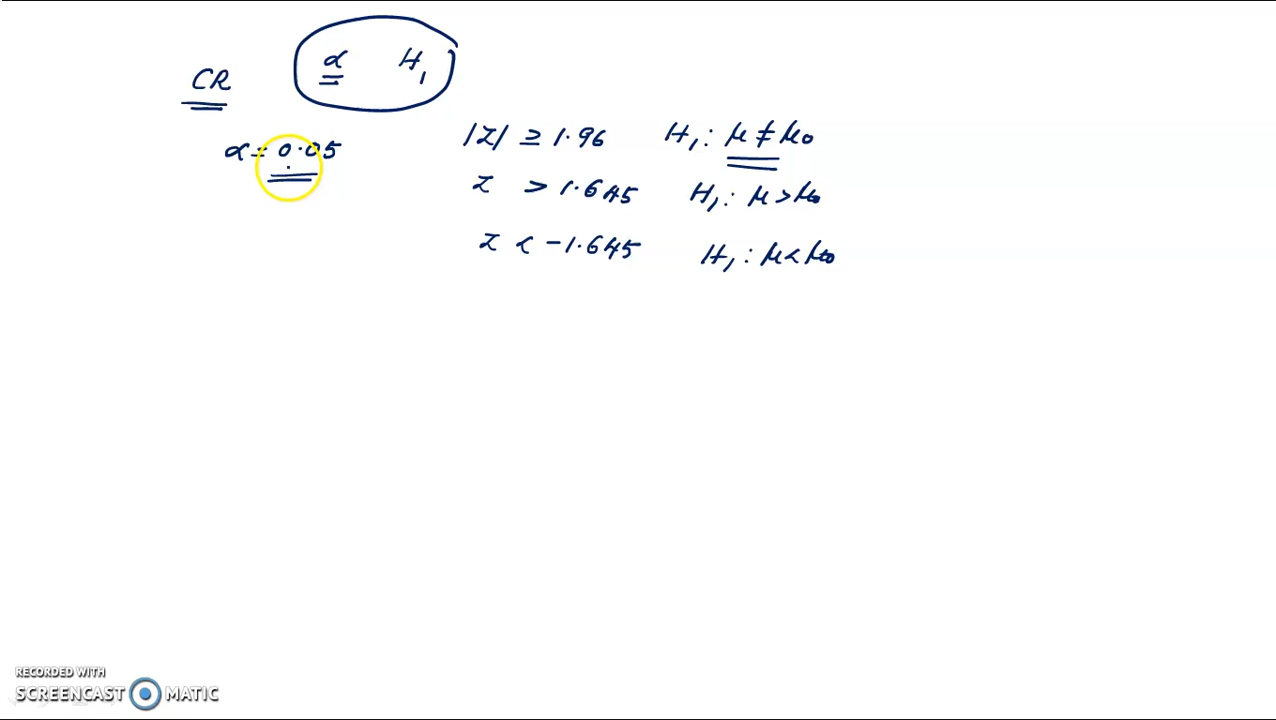 α H₁
CR
α = 0.05 |Z| ≥ 1.96 H₁ : μ ≠ μ₀
Z > 1.645 H₁ : μ > μ₀
Z < -1.645 H₁ : μ < μ₀
RECORDED WITH
SCREENCAST MATIC